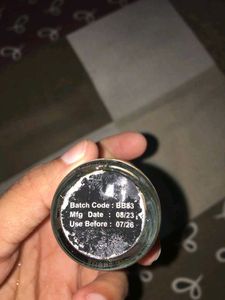 Batch Code : BB83
Mfg Date : 08/23
Use Before : 07/26